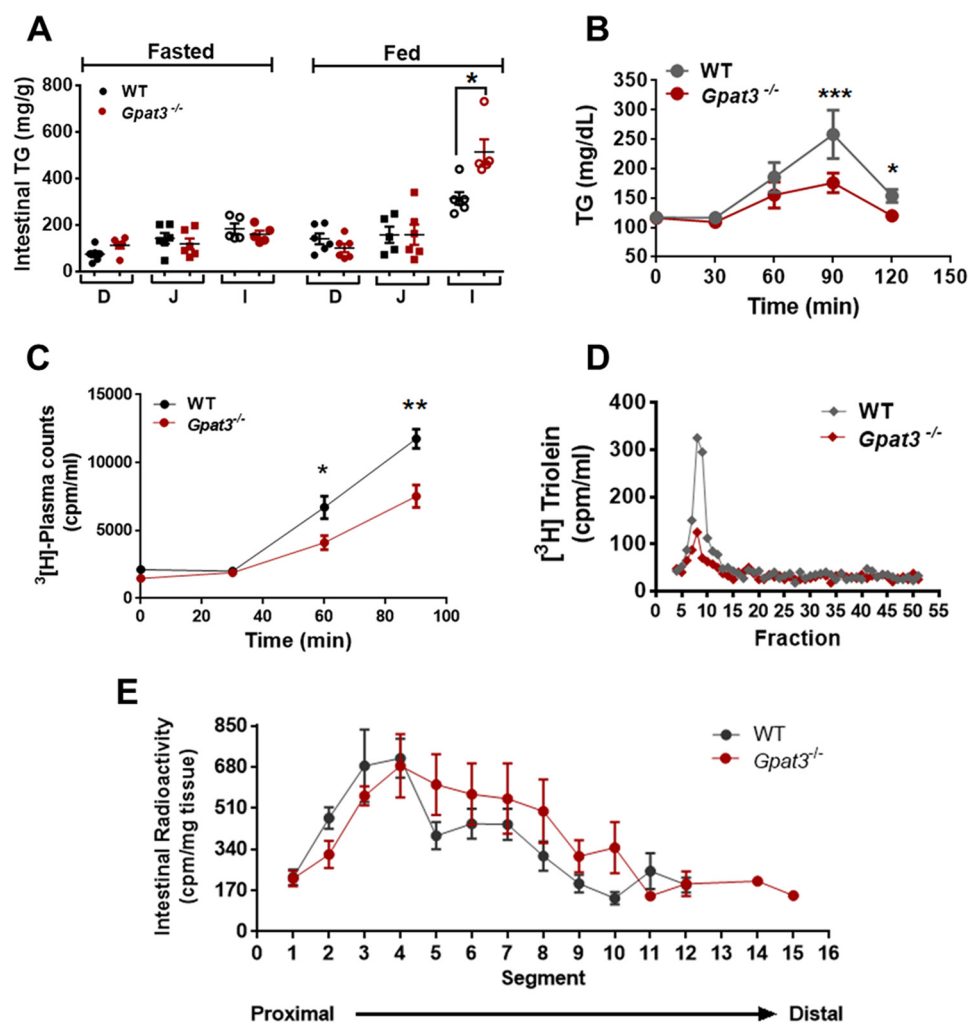 A
Fasted
Fed
Intestinal TG (mg/g)
800
600
400
200
0
WT
Gpat3 -/-
*
D
J
I
D
J
I
B
WT
Gpat3 -/-
TG (mg/dL)
350
300
250
200
150
100
50
***
*
0
30
60
90
120
150
Time (min)
C
WT
Gpat3-/-
3[H]-Plasma counts
(cpm/ml)
15000
10000
5000
0
*
**
0
20
40
60
80
100
Time (min)
D
WT
Gpat3 -/-
[3H] Triolein
(cpm/ml)
400
300
200
100
0
0
5
10
15
20
25
30
35
40
45
50
55
Fraction
E
WT
Gpat3-/-
Intestinal Radioactivity
(cpm/mg tissue)
850
680
510
340
170
0
0
1
2
3
4
5
6
7
8
9
10
11
12
13
14
15
16
Segment
Proximal
Distal